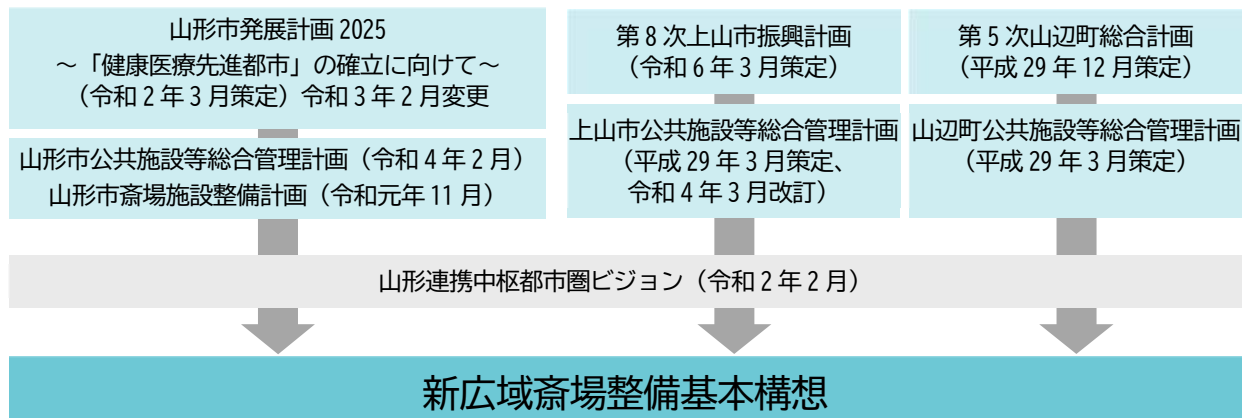 山形市発展計画 2025
～「健康医療先進都市」の確立に向けて～
（令和 2 年 3 月策定）令和 3 年 2 月変更
山形市公共施設等総合管理計画（令和 4 年 2 月）
山形市斎場施設整備計画（令和元年 11 月）
第 8 次上山市振興計画
（令和 6 年 3 月策定）
上山市公共施設等総合管理計画
（平成 29 年 3 月策定、
令和 4 年 3 月改訂）
第 5 次山辺町総合計画
（平成 29 年 12 月策定）
山辺町公共施設等総合管理計画
（平成 29 年 3 月策定）
山形連携中枢都市圏ビジョン（令和 2 年 2 月）
新広域斎場整備基本構想